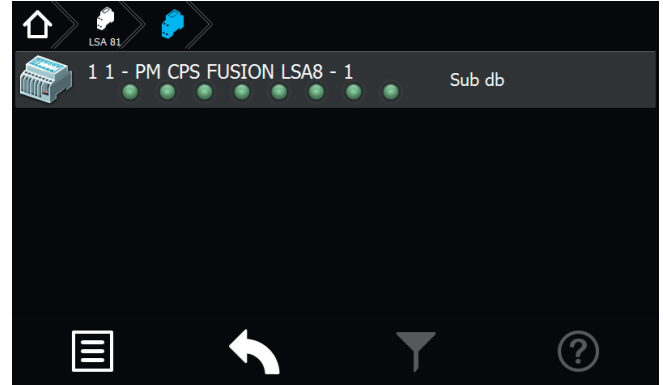 LSA 81
1 1 - PM CPS FUSION LSA8 - 1
Sub db
?